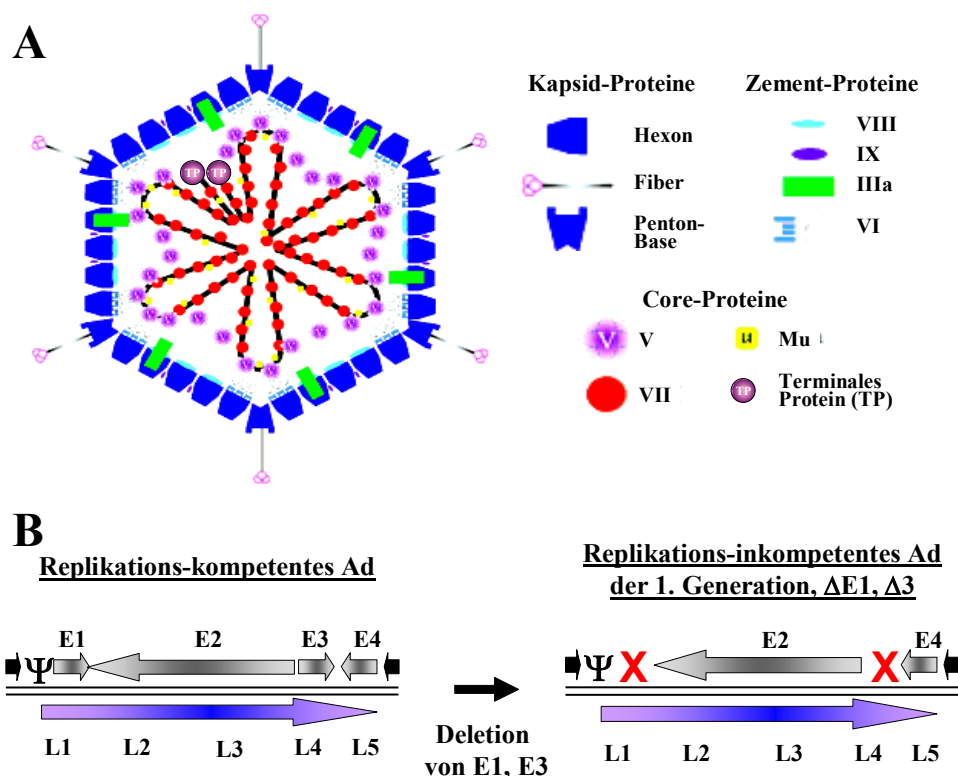 A
Kapsid-Proteine
Hexon
Fiber
Penton-
Base
Zement-Proteine
VIII
IX
IIIa
VI
Core-Proteine
V V
VII
Mu
TP Terminales
Protein (TP)
TP TP
V V V V V V V V V V V V V V V V V V V V V V V V V V
B
Replikations-kompetentes Ad
E1 E2 E3 E4
Ψ
L1 L2 L3 L4 L5
Deletion
von E1, E3
Replikations-inkompetentes Ad
der 1. Generation, ΔE1, Δ3
E2 E4
Ψ X X
L1 L2 L3 L4 L5